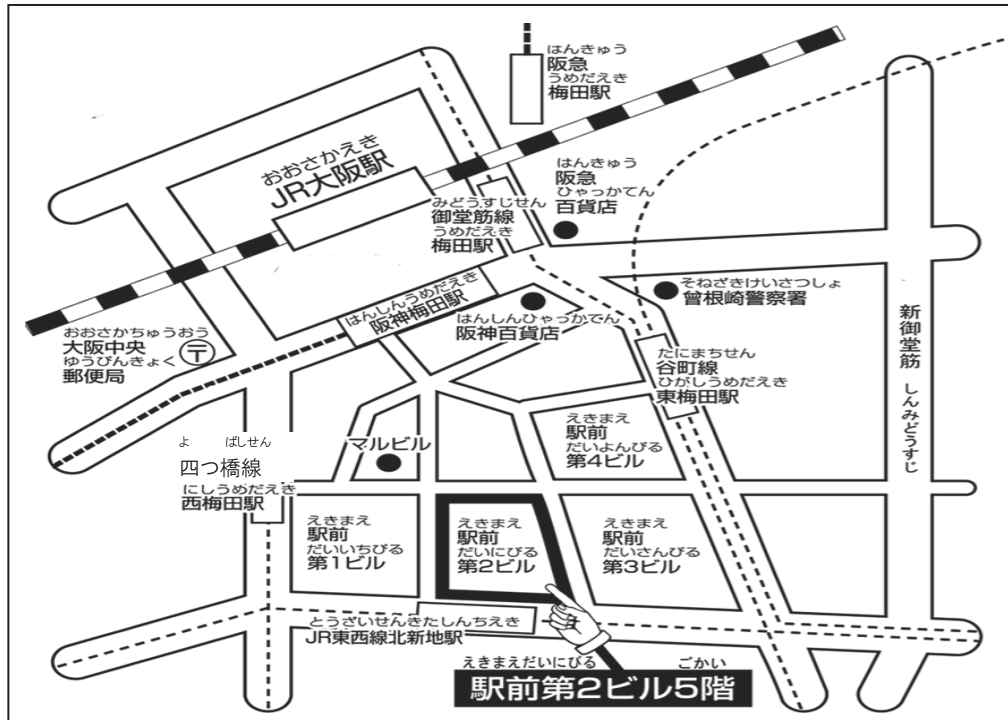 はんきゅう
阪急
うめだえき
梅田駅
おおさかえき
JR大阪駅
はんきゅう
阪急
ひゃっかてん
百貨店
みどうすじせん
御堂筋線
うめだえき
梅田駅
そねざきけいさつしょ
曾根崎警察署
はんしんうめだえき
阪神梅田駅
はんしんひゃっかてん
阪神百貨店
おおさかちゅうおう
大阪中央
ゆうびんきょく
郵便局
〒
新御堂筋 しんみどうすじ
たにまちせん
谷町線
ひがしうめだえき
東梅田駅
えきまえ
駅前
だいよんびる
第4ビル
よ ばしせん
四つ橋線
マルビル
にしうめだえき
西梅田駅
えきまえ
駅前
だいいちびる
第1ビル
えきまえ
駅前
だいにびる
第2ビル
えきまえ
駅前
だいさんびる
第3ビル
とうざいせんきたしんちえき
JR東西線北新地駅
えきまえだいにびる ごかい
駅前第2ビル5階